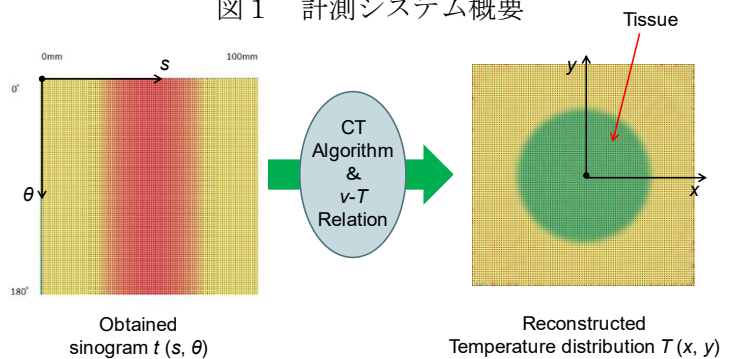 図１ 計測システム概要
Tissue
0mm
100mm
s
0°
θ
180°
CT
Algorithm
&
v-T
Relation
y
x
Obtained
sinogram t (s, θ)
Reconstructed
Temperature distribution T (x, y)